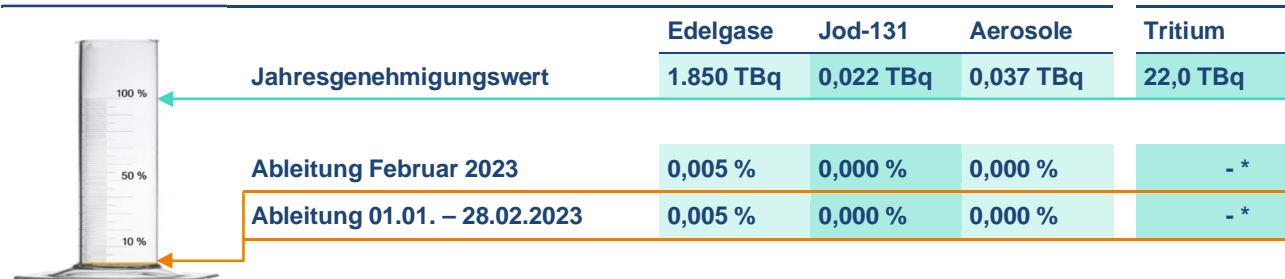 Edelgase Jod-131 Aerosole Tritium
Jahresgenehmigungswert 1.850 TBq 0,022 TBq 0,037 TBq 22,0 TBq
100 %
Ableitung Februar 2023 0,005 % 0,000 % 0,000 % - *
50 %
Ableitung 01.01. – 28.02.2023 0,005 % 0,000 % 0,000 % - *
10 %